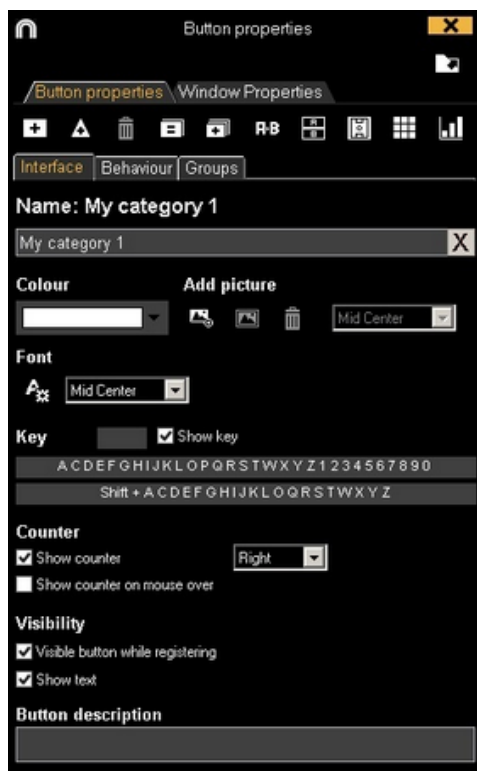 Button properties
Button properties Window Properties
A·B
A
B
Interface Behaviour Groups
Name: My category 1
My category 1 X
Colour Add picture
Mid Center
Font
A Mid Center
Key Show key
A C D E F G H I J K L O P Q R S T W X Y Z 1 2 3 4 5 6 7 8 9 0
Shift + A C D E F G H I J K L O Q R S T W X Y Z
Counter
Show counter Right
Show counter on mouse over
Visibility
Visible button while registering
Show text
Button description